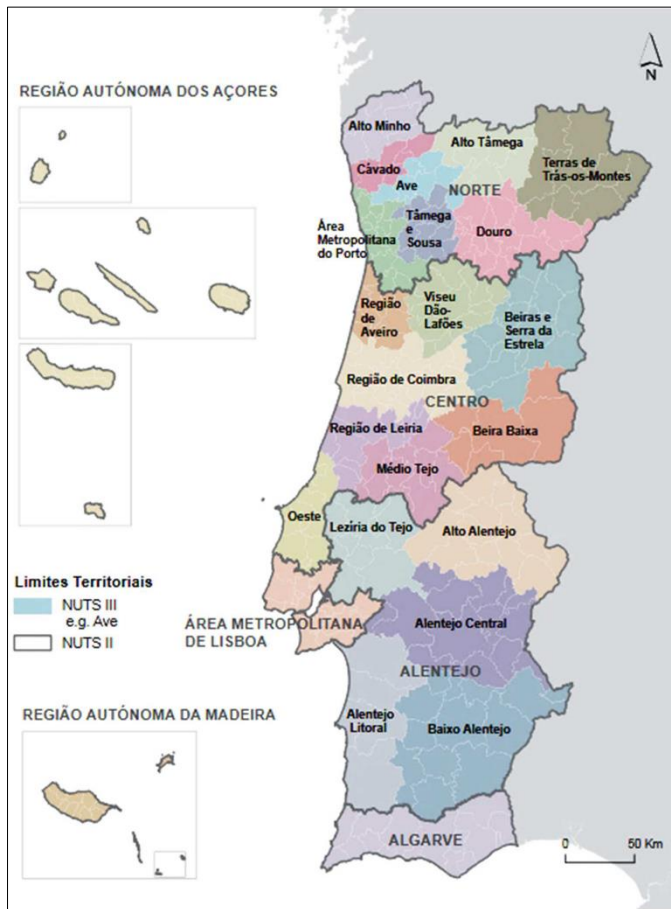 N
REGIÃO AUTÓNOMA DOS AÇORES
Alto Minho
Alto Tâmega
Terras de
Trás-os-Montes
Cávado
Ave
NORTE
Tâmega
e
Sousa
Douro
Área
Metropolitana
do Porto
Região
de
Aveiro
Viseu
Dão-
Lafões
Beiras e
Serra da
Estrela
Região de Coimbra
CENTRO
Região de Leiria
Beira Baixa
Médio Tejo
Oeste
Lezíria do Tejo
Alto Alentejo
Limites Territoriais
NUTS III
e.g. Ave
NUTS II
ÁREA METROPOLITANA
DE LISBOA
Alentejo Central
ALENTEJO
REGIÃO AUTÓNOMA DA MADEIRA
Alentejo
Litoral
Baixo Alentejo
ALGARVE
0 50 Km